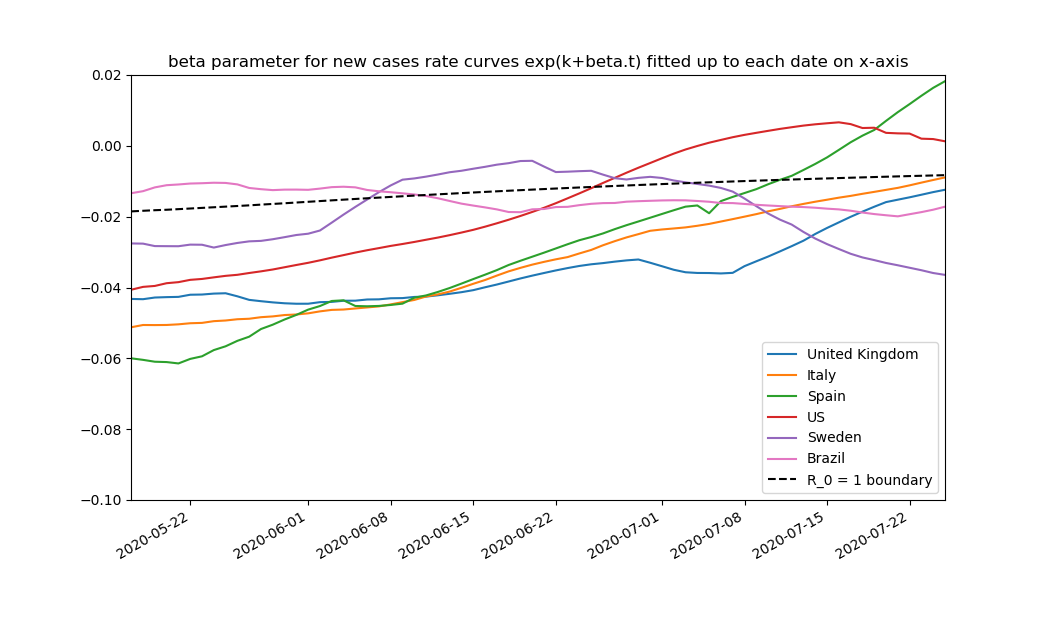 beta parameter for new cases rate curves exp(k+beta.t) fitted up to each date on x-axis
0.02
0.00
−0.02
−0.04
−0.06
−0.08
−0.10
United Kingdom
Italy
Spain
US
Sweden
Brazil
R_0 = 1 boundary
2020-05-22
2020-06-01
2020-06-08
2020-06-15
2020-06-22
2020-07-01
2020-07-08
2020-07-15
2020-07-22